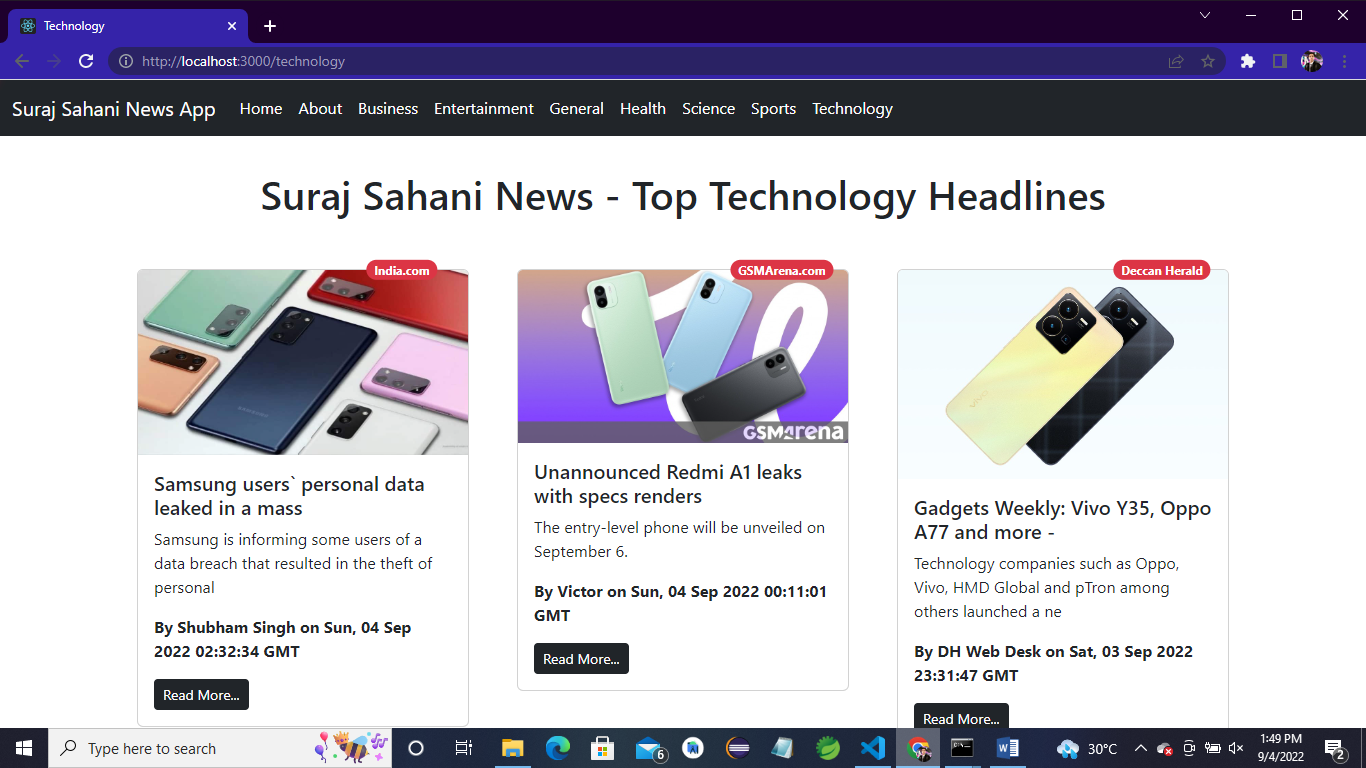 Technology
http://localhost:3000/technology
Suraj Sahani News App Home About Business Entertainment General Health Science Sports Technology
Suraj Sahani News - Top Technology Headlines
India.com
SAMSUNG
Samsung users` personal data
leaked in a mass
Samsung is informing some users of a
data breach that resulted in the theft of
personal
By Shubham Singh on Sun, 04 Sep
2022 02:32:34 GMT
Read More...
GSMArena.com
GSMArena
Unannounced Redmi A1 leaks
with specs renders
The entry-level phone will be unveiled on
September 6.
By Victor on Sun, 04 Sep 2022 00:11:01
GMT
Read More...
Deccan Herald
vivo
Gadgets Weekly: Vivo Y35, Oppo
A77 and more -
Technology companies such as Oppo,
Vivo, HMD Global and pTron among
others launched a ne
By DH Web Desk on Sat, 03 Sep 2022
23:31:47 GMT
Read More...
Type here to search
6
30°C
1:49 PM
9/4/2022
2